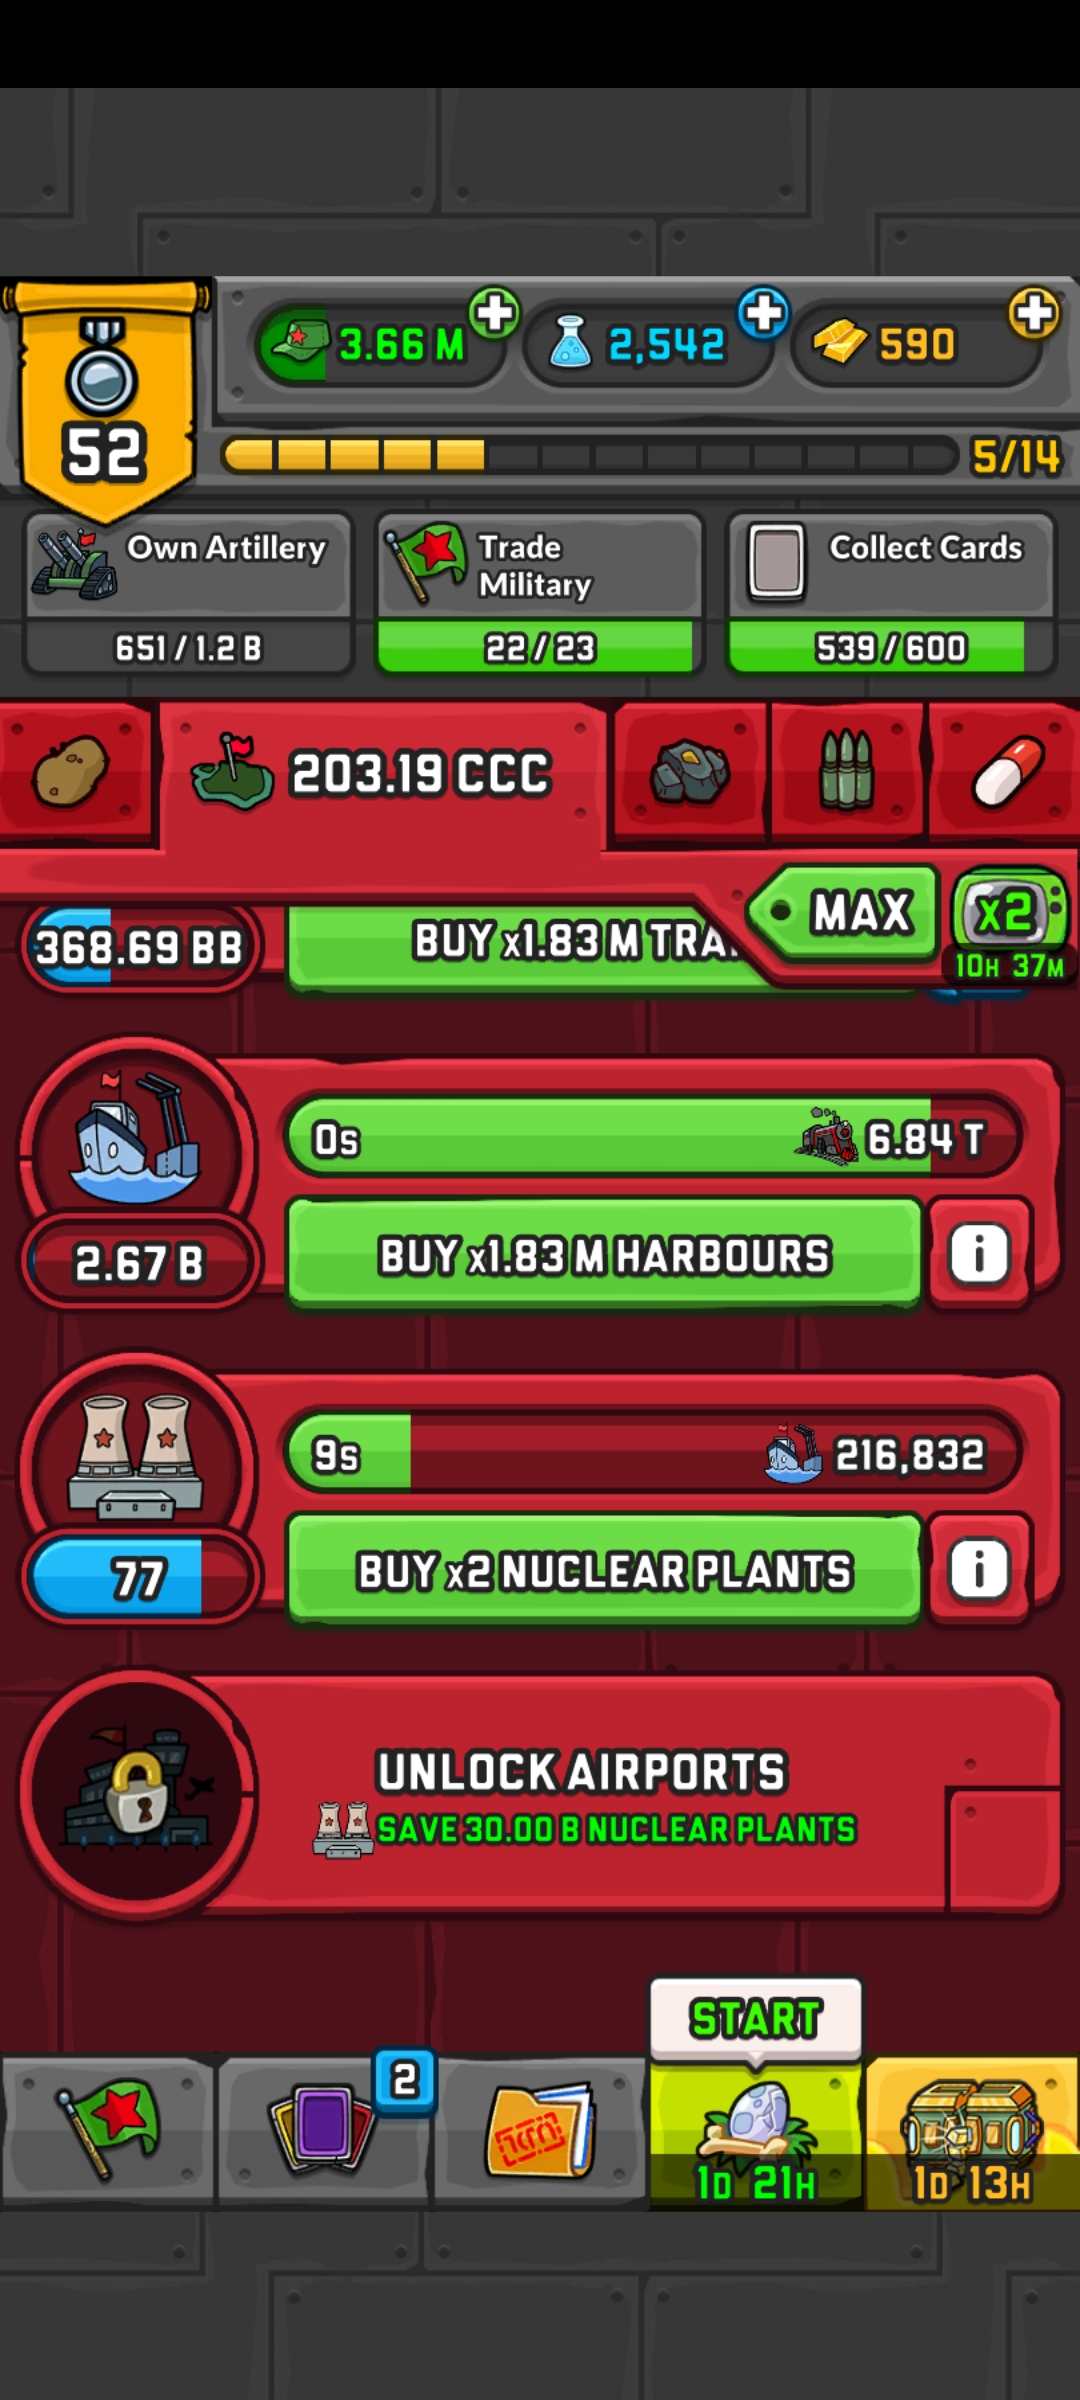 3.66 M
2,542
590
52
5/14
Own Artillery
651 / 1.2 B
Trade
Military
22 / 23
Collect Cards
539 / 600
203.19 CCC
MAX
x2
10H 37M
368.69 BB
BUY x1.83 M
0s
6.84 T
2.67 B
BUY x1.83 M HARBOURS
i
9s
216,832
77
BUY x2 NUCLEAR PLANTS
i
UNLOCK AIRPORTS
SAVE 30.00 B NUCLEAR PLANTS
START
2
1D 21H
1D 13H